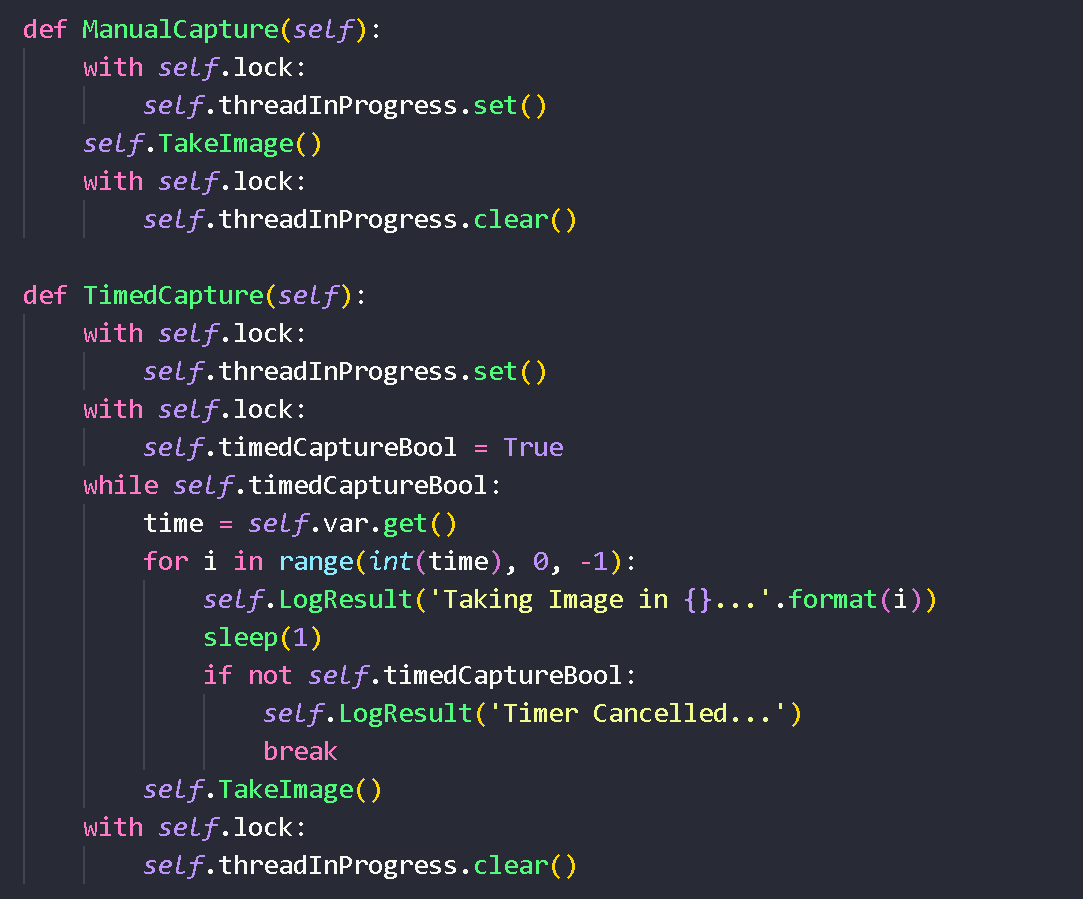 def ManualCapture(self):
    with self.lock:
        self.threadInProgress.set()
    self.TakeImage()
    with self.lock:
        self.threadInProgress.clear()

def TimedCapture(self):
    with self.lock:
        self.threadInProgress.set()
    with self.lock:
        self.timedCaptureBool = True
    while self.timedCaptureBool:
        time = self.var.get()
        for i in range(int(time), 0, -1):
            self.LogResult('Taking Image in {}...'.format(i))
            sleep(1)
            if not self.timedCaptureBool:
                self.LogResult('Timer Cancelled...')
                break
        self.TakeImage()
    with self.lock:
        self.threadInProgress.clear()